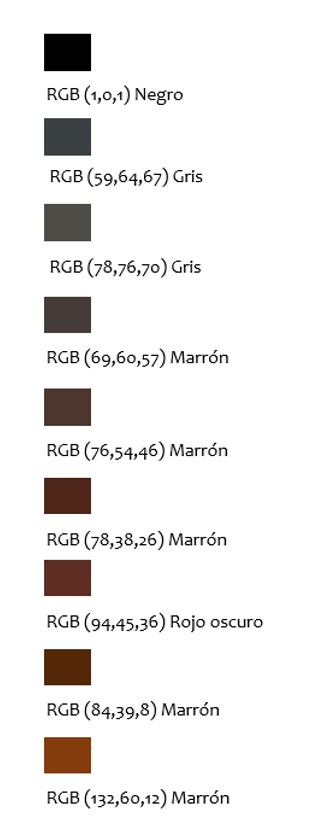 RGB (1,0,1) Negro
RGB (59,64,67) Gris
RGB (78,76,70) Gris
RGB (69,60,57) Marrón
RGB (76,54,46) Marrón
RGB (78,38,26) Marrón
RGB (94,45,36) Rojo oscuro
RGB (84,39,8) Marrón
RGB (132,60,12) Marrón